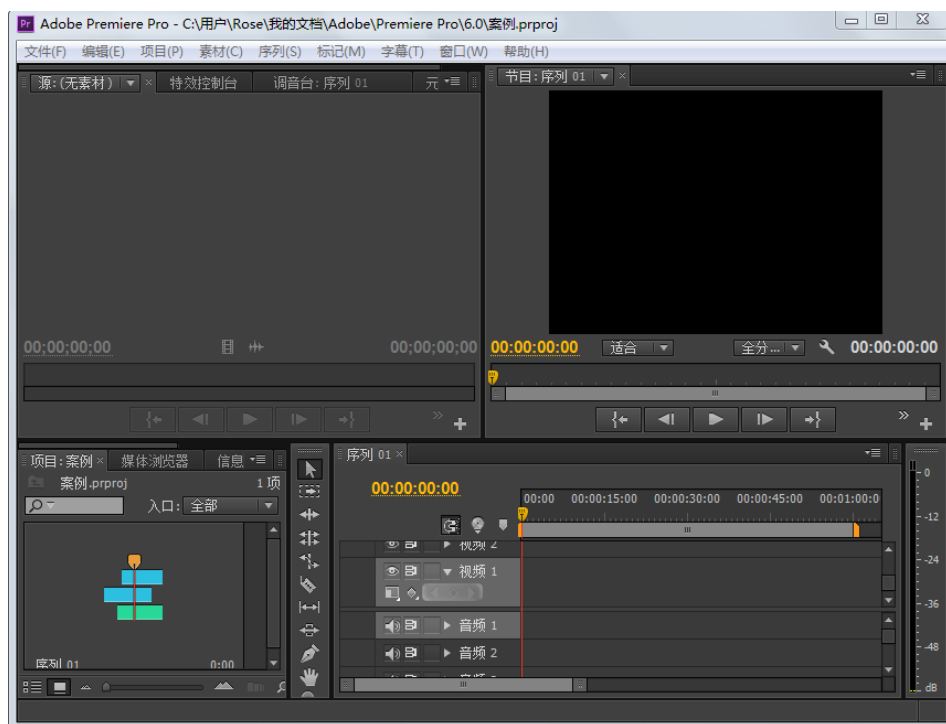 Pr Adobe Premiere Pro - C:\用户\Rose\我的文档\Adobe\Premiere Pro\6.0\案例.prproj
文件(F) 编辑(E) 项目(P) 素材(C) 序列(S) 标记(M) 字幕(T) 窗口(W) 帮助(H)
源:(无素材) 特效控制台 调音台:序列 01 元
节目:序列 01
00;00;00;00 00;00;00;00
00:00:00:00 适合 全分... 00:00:00:00
项目:案例 媒体浏览器 信息
案例.prproj 1 项
入口: 全部
序列 01 0:00
序列 01
00:00:00:00
00:00 00:00:15:00 00:00:30:00 00:00:45:00 00:01:00:0
视频 2
视频 1
音频 1
音频 2
0
-12
-24
-36
-48
dB